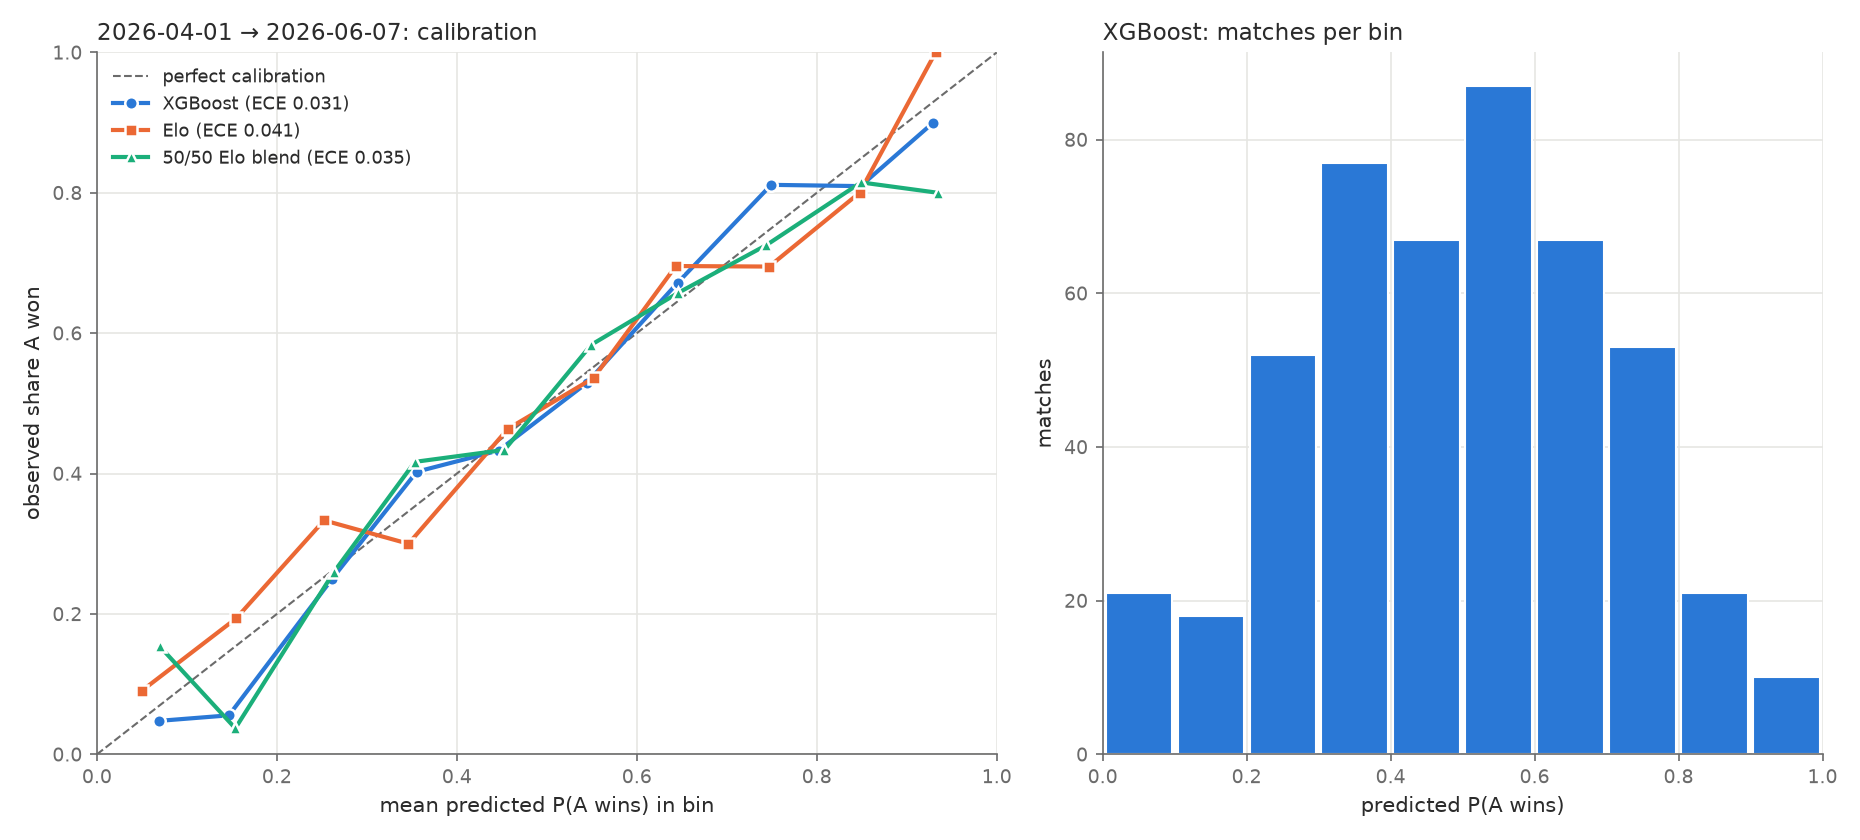 2026-04-01 → 2026-06-07: calibration
perfect calibration
XGBoost (ECE 0.031)
Elo (ECE 0.041)
50/50 Elo blend (ECE 0.035)
observed share A won
1.0
0.8
0.6
0.4
0.2
0.0
0.0 0.2 0.4 0.6 0.8 1.0
mean predicted P(A wins) in bin
XGBoost: matches per bin
matches
80
60
40
20
0
0.0 0.2 0.4 0.6 0.8 1.0
predicted P(A wins)